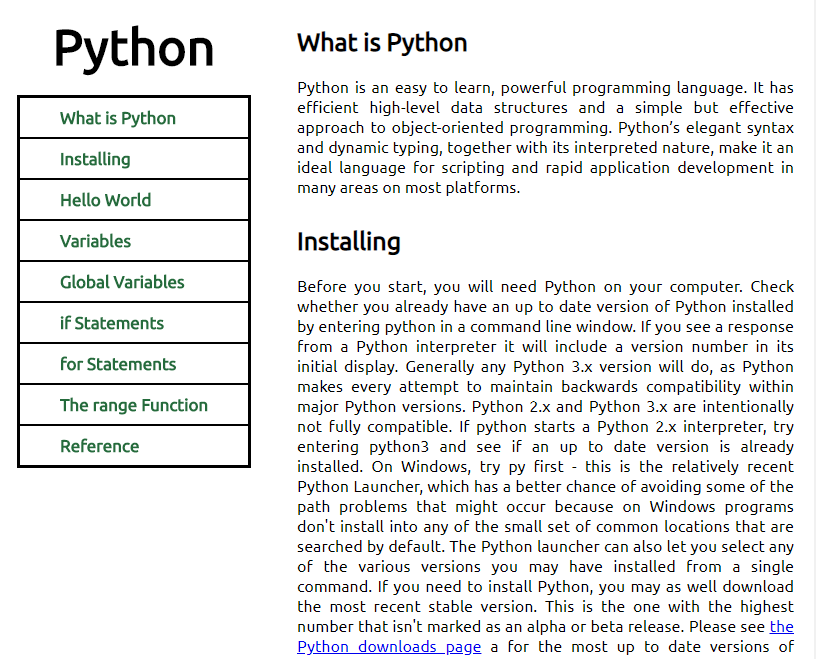 Python
What is Python
Installing
Hello World
Variables
Global Variables
if Statements
for Statements
The range Function
Reference
What is Python
Python is an easy to learn, powerful programming language. It has
efficient high-level data structures and a simple but effective
approach to object-oriented programming. Python’s elegant syntax
and dynamic typing, together with its interpreted nature, make it an
ideal language for scripting and rapid application development in
many areas on most platforms.
Installing
Before you start, you will need Python on your computer. Check
whether you already have an up to date version of Python installed
by entering python in a command line window. If you see a response
from a Python interpreter it will include a version number in its
initial display. Generally any Python 3.x version will do, as Python
makes every attempt to maintain backwards compatibility within
major Python versions. Python 2.x and Python 3.x are intentionally
not fully compatible. If python starts a Python 2.x interpreter, try
entering python3 and see if an up to date version is already
installed. On Windows, try py first - this is the relatively recent
Python Launcher, which has a better chance of avoiding some of the
path problems that might occur because on Windows programs
don't install into any of the small set of common locations that are
searched by default. The Python launcher can also let you select any
of the various versions you may have installed from a single
command. If you need to install Python, you may as well download
the most recent stable version. This is the one with the highest
number that isn't marked as an alpha or beta release. Please see the
Python downloads page a for the most up to date versions of